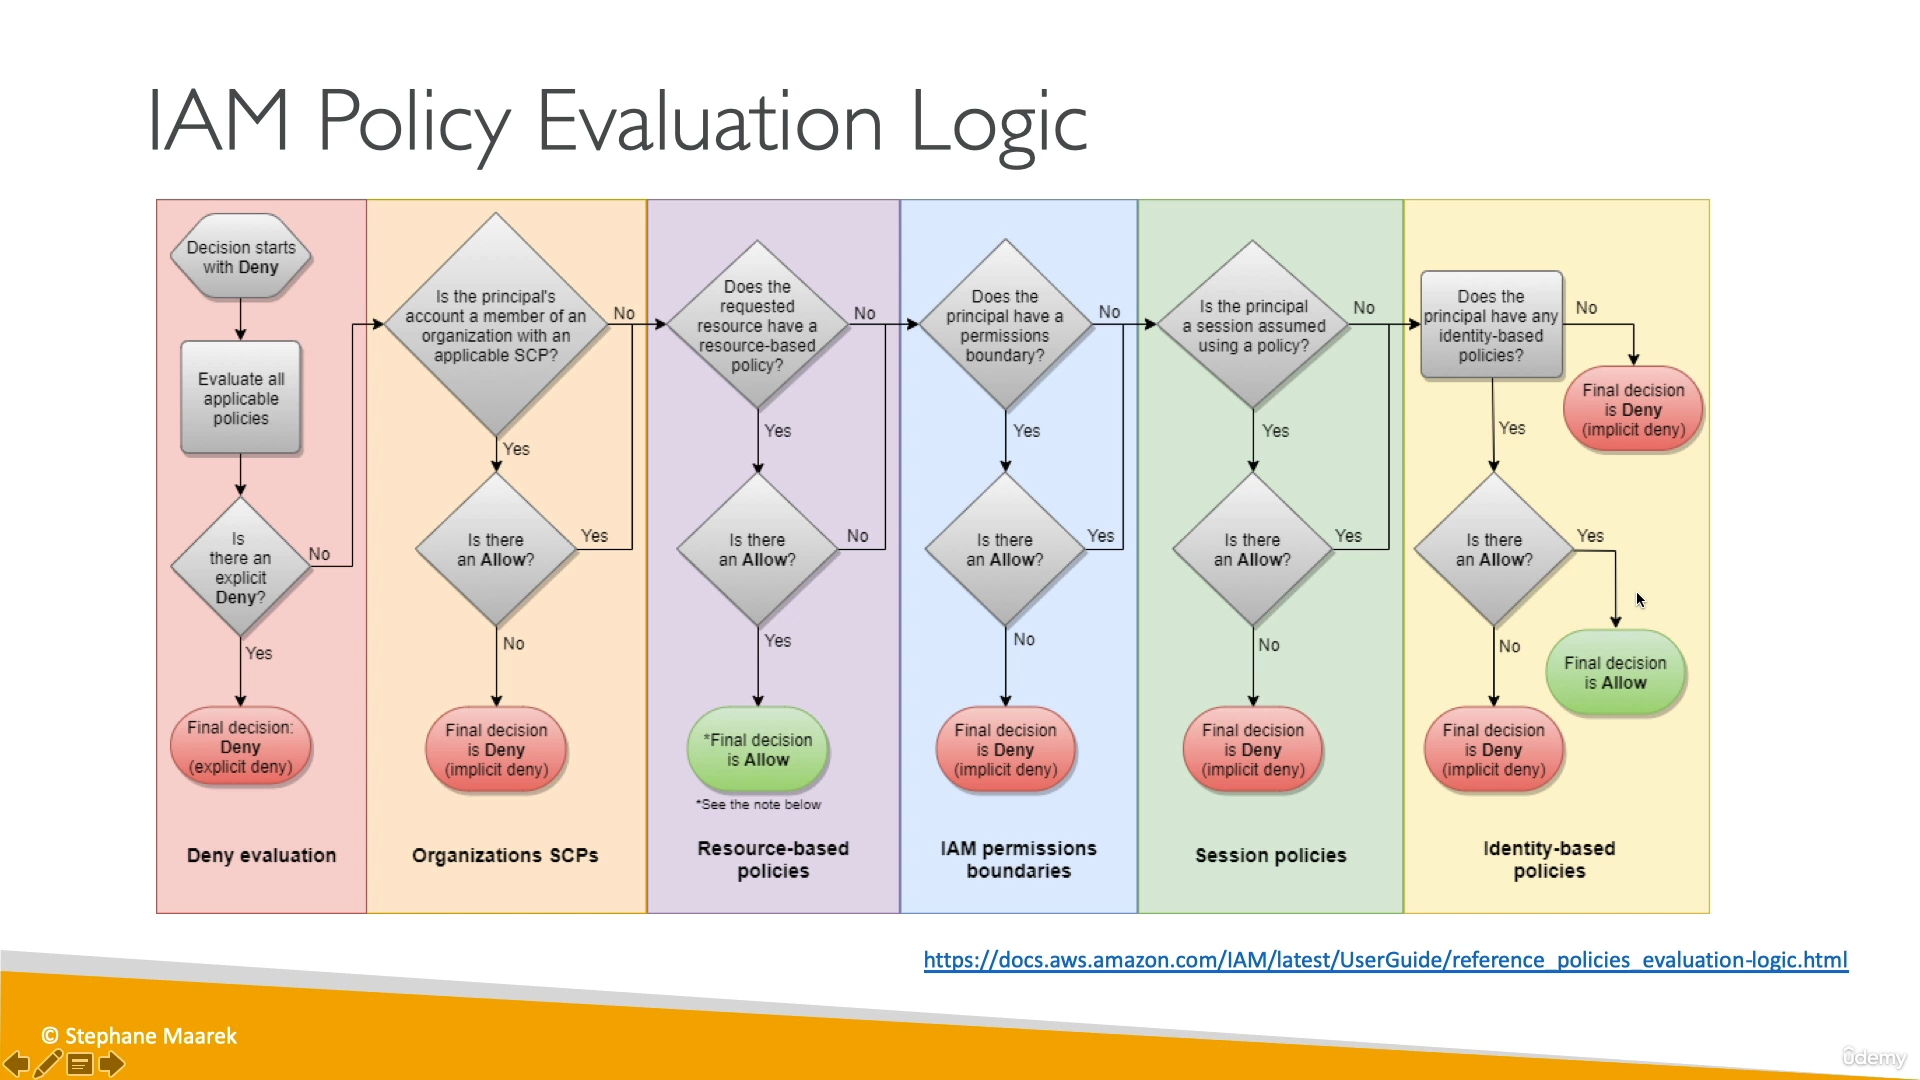 IAM Policy Evaluation Logic
Decision starts
with Deny
Evaluate all
applicable
policies
Is
there an
explicit
Deny?
No
Yes
Final decision:
Deny
(explicit deny)
Deny evaluation
Is the principal's
account a member of an
organization with an
applicable SCP?
No
Yes
Is there
an Allow?
Yes
No
Final decision
is Deny
(implicit deny)
Organizations SCPs
Does the
requested
resource have a
resource-based
policy?
No
Yes
Is there
an Allow?
No
Yes
*Final decision
is Allow
*See the note below
Resource-based
policies
Does the
principal have a
permissions
boundary?
No
Yes
Is there
an Allow?
Yes
No
Final decision
is Deny
(implicit deny)
IAM permissions
boundaries
Is the principal
a session assumed
using a policy?
No
Yes
Is there
an Allow?
Yes
No
Final decision
is Deny
(implicit deny)
Session policies
Does the
principal have any
identity-based
policies?
No
Final decision
is Deny
(implicit deny)
Yes
Is there
an Allow?
Yes
Final decision
is Allow
No
Final decision
is Deny
(implicit deny)
Identity-based
policies
https://docs.aws.amazon.com/IAM/latest/UserGuide/reference_policies_evaluation-logic.html
© Stephane Maarek
ûdemy